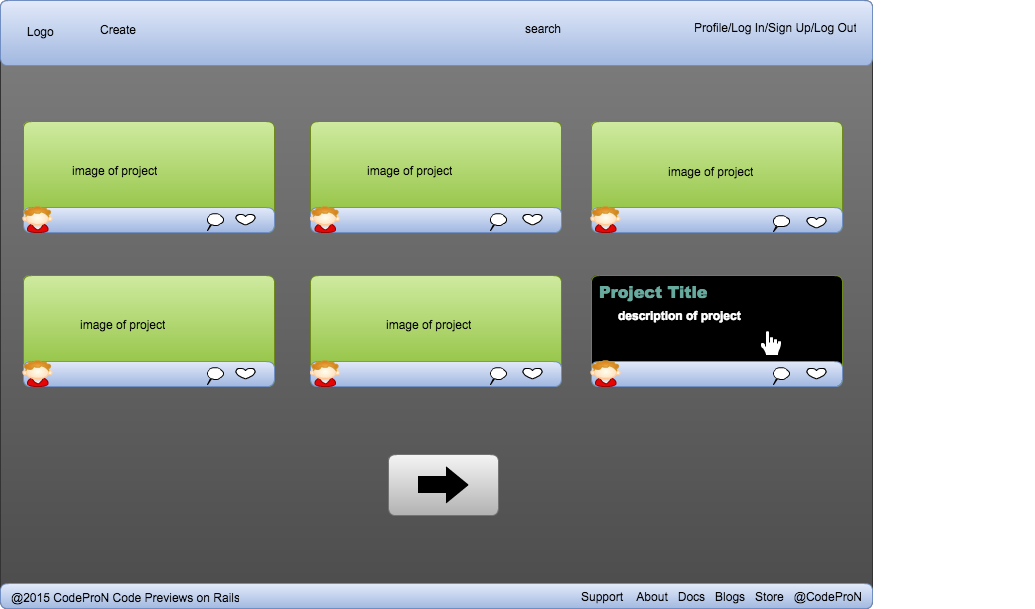 Logo
Create
search
Profile/Log In/Sign Up/Log Out
image of project
image of project
image of project
image of project
image of project
Project Title
description of project
@2015 CodeProN Code Previews on Rails
Support About Docs Blogs Store @CodeProN